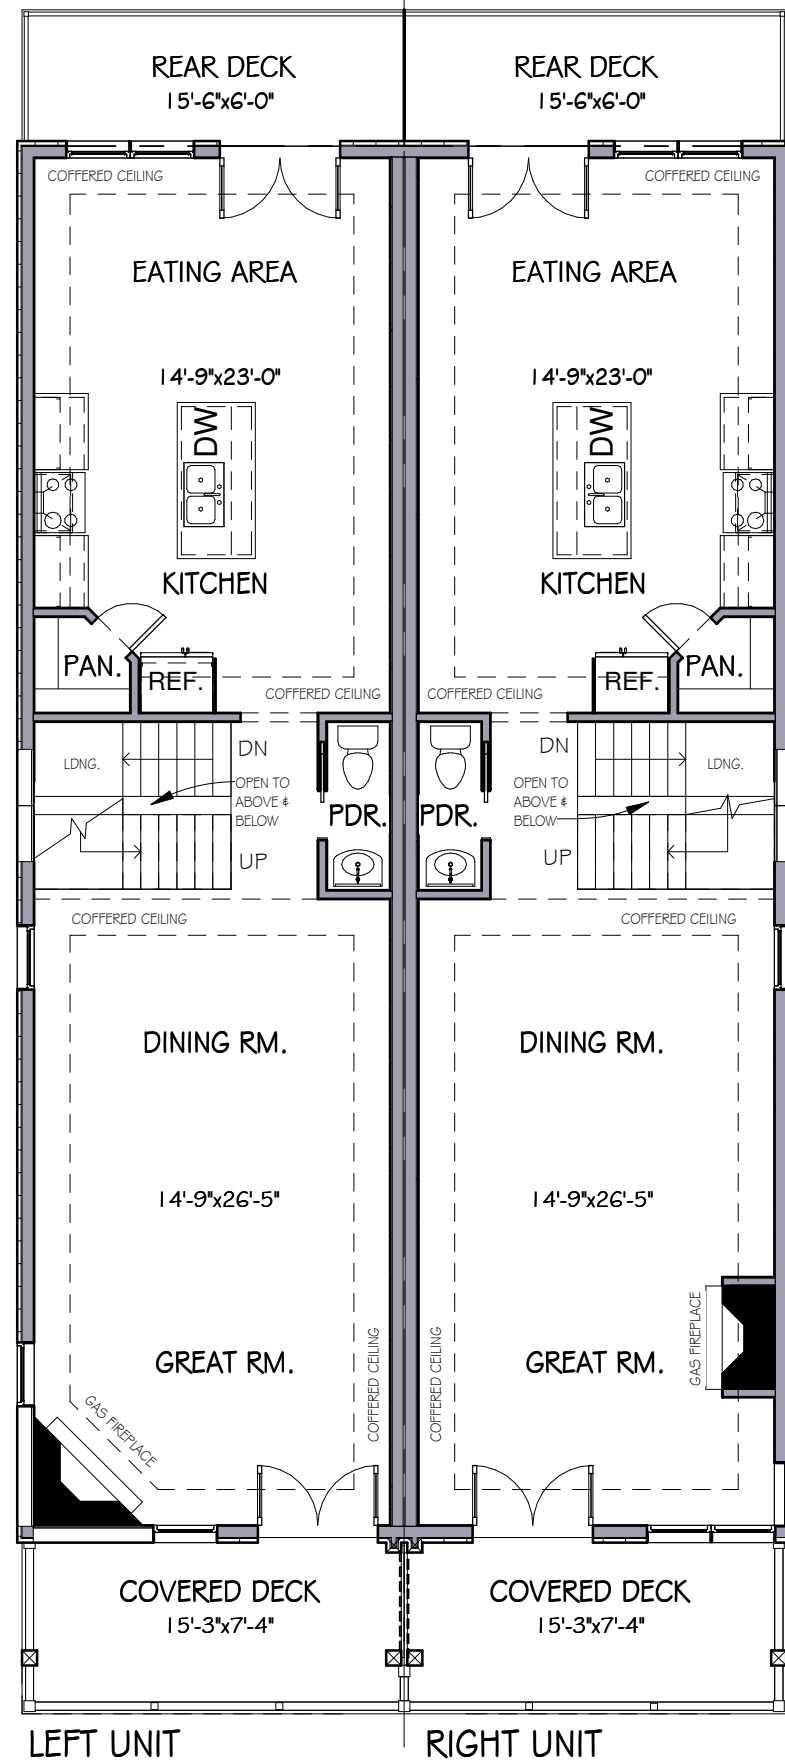 REAR DECK
15'-6"x6'-0"
REAR DECK
15'-6"x6'-0"
COFFERED CEILING
COFFERED CEILING
EATING AREA
EATING AREA
14'-9"x23'-0"
14'-9"x23'-0"
DW
DW
KITCHEN
KITCHEN
PAN.
REF.
REF.
PAN.
COFFERED CEILING
COFFERED CEILING
LDNG.
DN
OPEN TO
ABOVE &
BELOW
UP
PDR.
PDR.
DN
OPEN TO
ABOVE &
BELOW
UP
LDNG.
COFFERED CEILING
COFFERED CEILING
DINING RM.
DINING RM.
14'-9"x26'-5"
14'-9"x26'-5"
GREAT RM.
COFFERED CEILING
COFFERED CEILING
GREAT RM.
GAS FIREPLACE
GAS FIREPLACE
COVERED DECK
15'-3"x7'-4"
COVERED DECK
15'-3"x7'-4"
LEFT UNIT
RIGHT UNIT